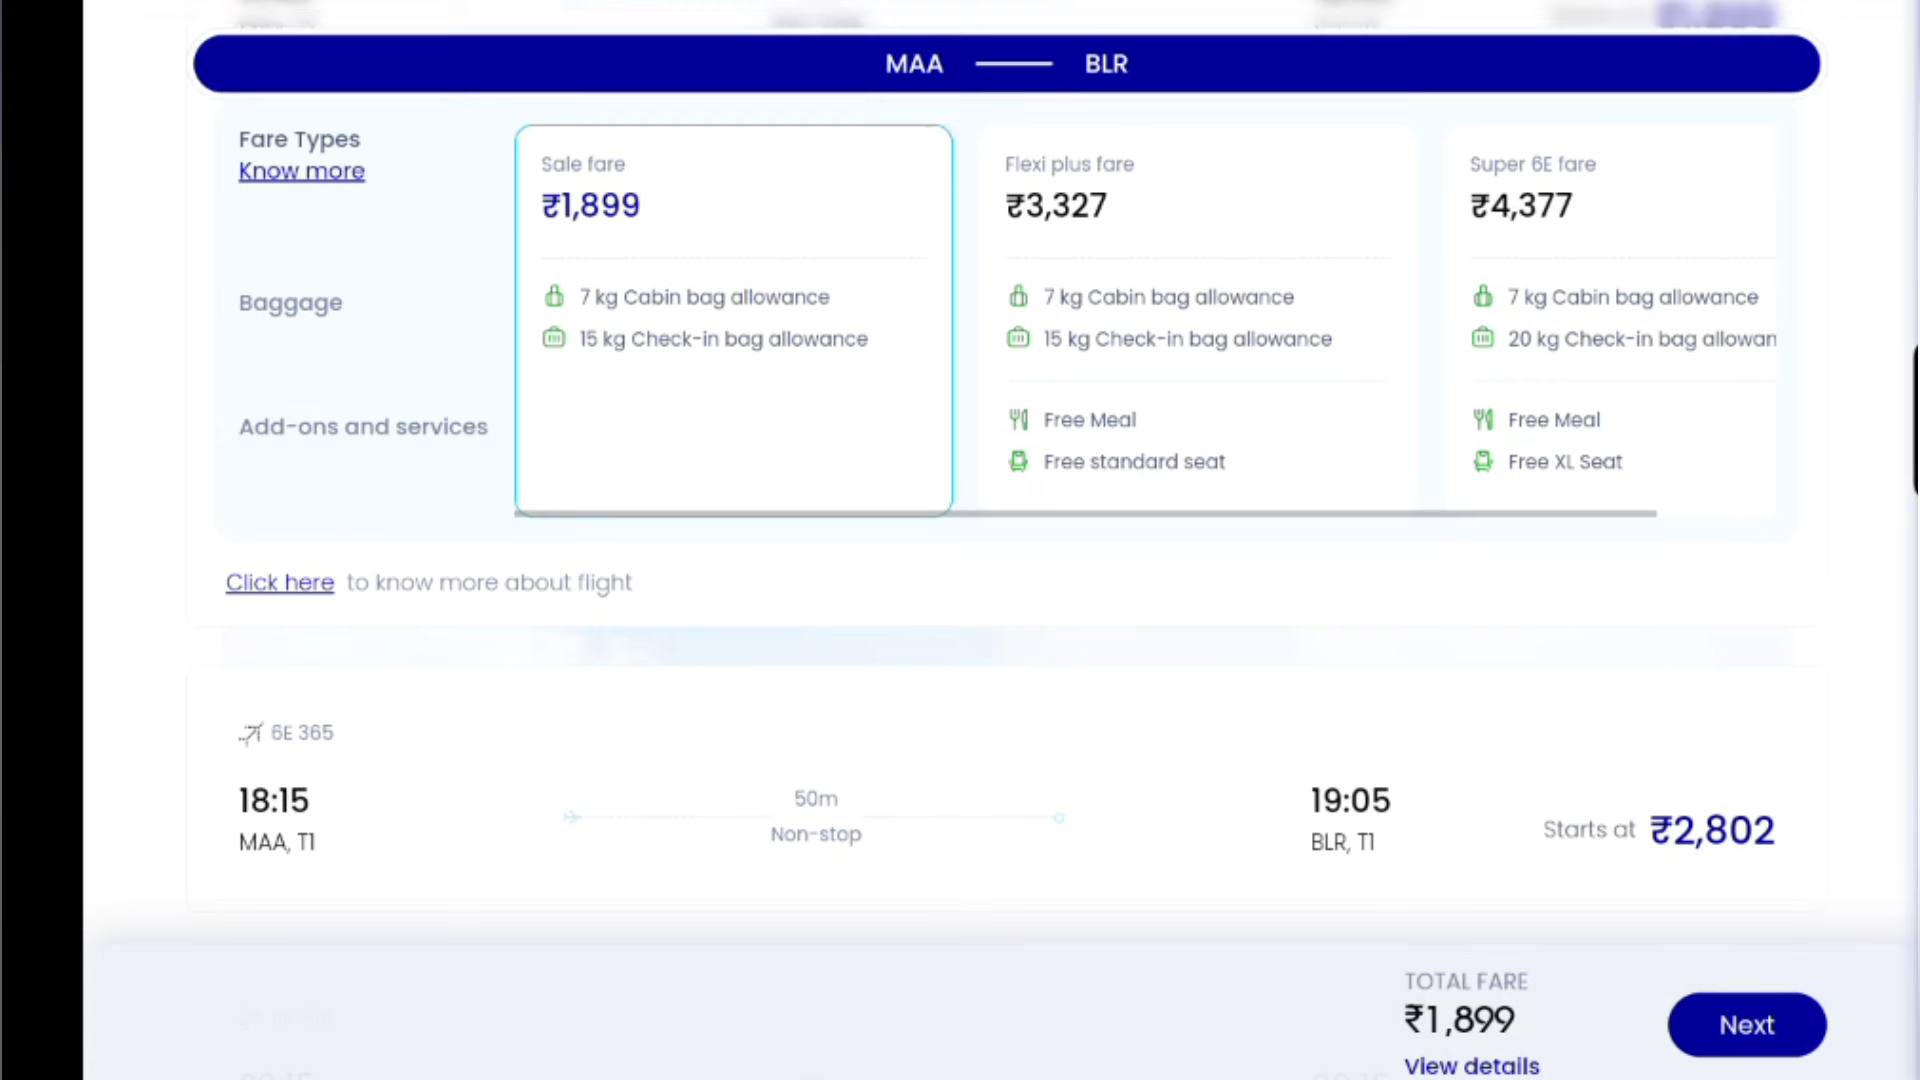 MAA BLR
Fare Types
Know more
Baggage
Add-ons and services
Sale fare
₹1,899
7 kg Cabin bag allowance
15 kg Check-in bag allowance
Flexi plus fare
₹3,327
7 kg Cabin bag allowance
15 kg Check-in bag allowance
Free Meal
Free standard seat
Super 6E fare
₹4,377
7 kg Cabin bag allowance
20 kg Check-in bag allowan
Free Meal
Free XL Seat
Click here to know more about flight
6E 365
18:15
MAA, T1
50m
Non-stop
19:05
BLR, T1
Starts at ₹2,802
TOTAL FARE
₹1,899
View details
Next